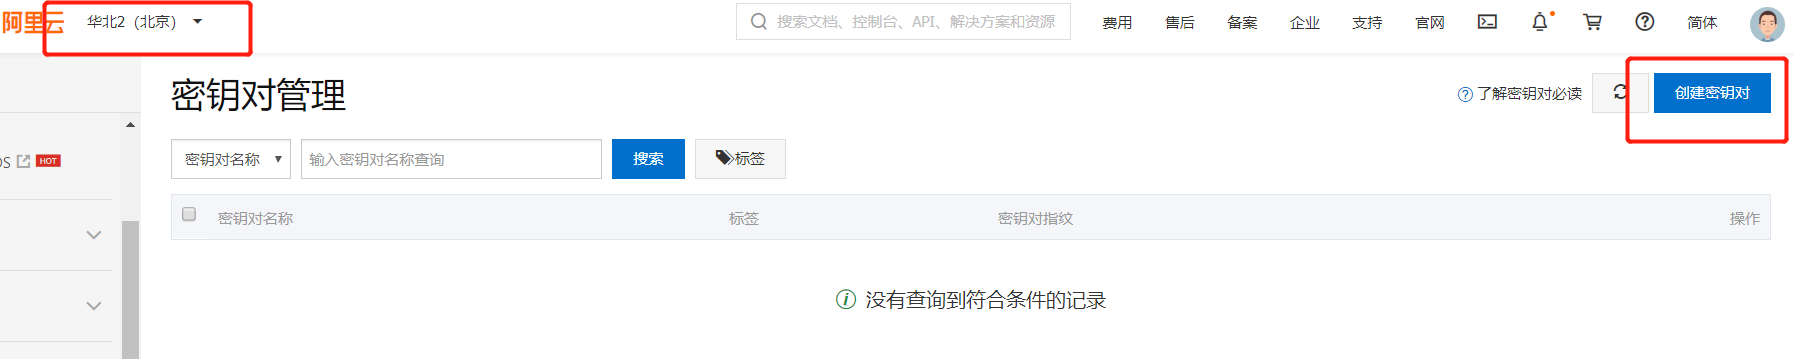 阿里云 华北2（北京） 搜索文档、控制台、API、解决方案和资源 费用 售后 备案 企业 支持 官网 简体
密钥对管理 了解密钥对必读 创建密钥对
HOT
密钥对名称 输入密钥对名称查询 搜索 标签
密钥对名称 标签 密钥对指纹 操作
没有查询到符合条件的记录